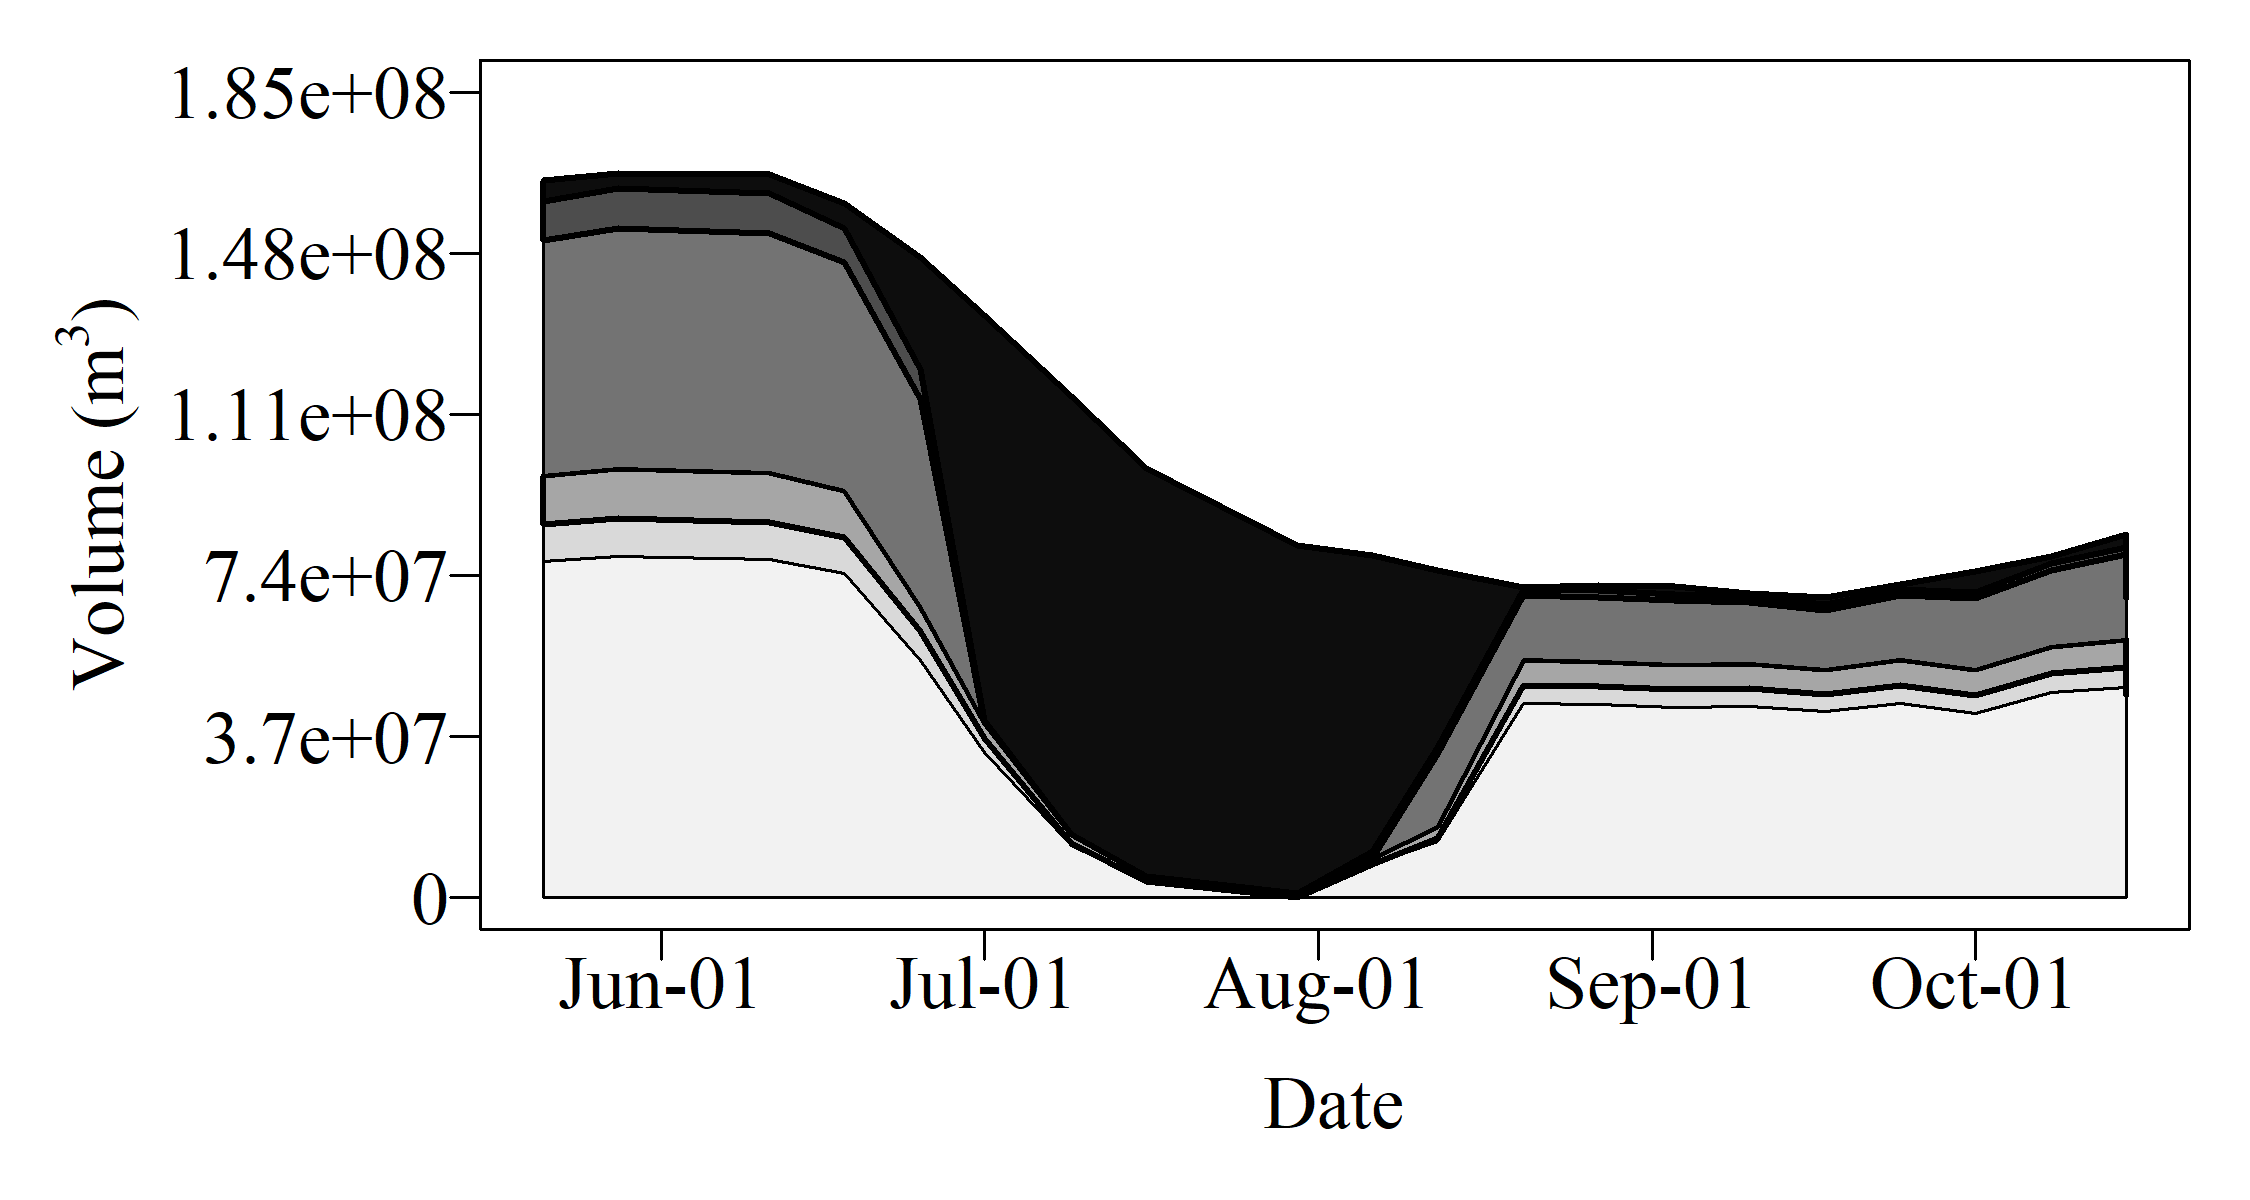 1.85e+08
1.48e+08
1.11e+08
7.4e+07
3.7e+07
0
Volume (m³)
Jun-01 Jul-01 Aug-01 Sep-01 Oct-01
Date